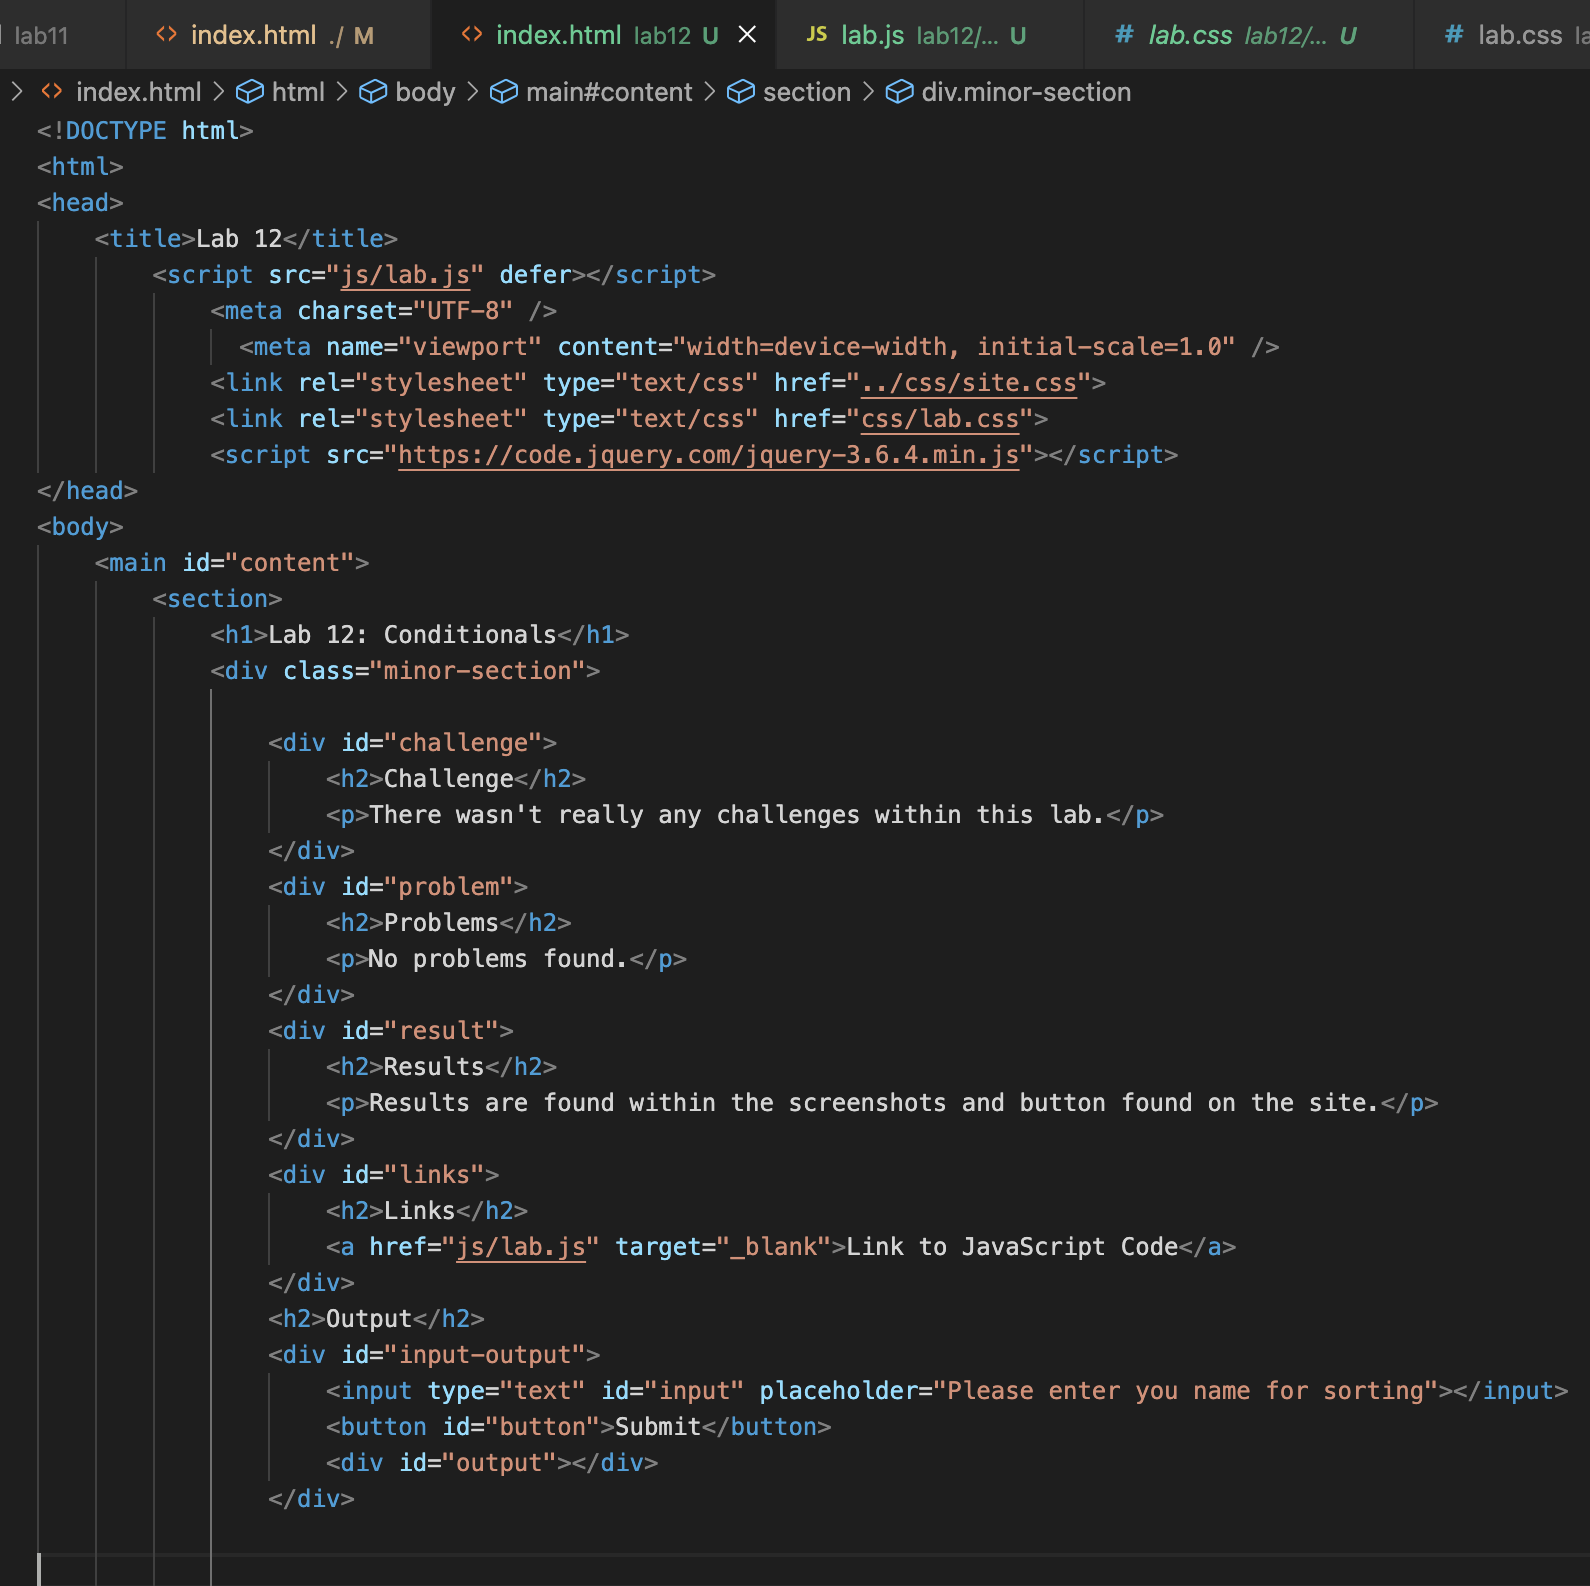 lab11 <> index.html ./ M <> index.html lab12 U × JS lab.js lab12/... U # lab.css lab12/... U # lab.css la
> <> index.html > html > body > main#content > section > div.minor-section
<!DOCTYPE html>
<html>
<head>
    <title>Lab 12</title>
        <script src="js/lab.js" defer></script>
            <meta charset="UTF-8" />
              <meta name="viewport" content="width=device-width, initial-scale=1.0" />
            <link rel="stylesheet" type="text/css" href="../css/site.css">
            <link rel="stylesheet" type="text/css" href="css/lab.css">
            <script src="https://code.jquery.com/jquery-3.6.4.min.js"></script>
</head>
<body>
    <main id="content">
        <section>
            <h1>Lab 12: Conditionals</h1>
            <div class="minor-section">
                <div id="challenge">
                    <h2>Challenge</h2>
                    <p>There wasn't really any challenges within this lab.</p>
                </div>
                <div id="problem">
                    <h2>Problems</h2>
                    <p>No problems found.</p>
                </div>
                <div id="result">
                    <h2>Results</h2>
                    <p>Results are found within the screenshots and button found on the site.</p>
                </div>
                <div id="links">
                    <h2>Links</h2>
                    <a href="js/lab.js" target="_blank">Link to JavaScript Code</a>
                </div>
                <h2>Output</h2>
                <div id="input-output">
                    <input type="text" id="input" placeholder="Please enter you name for sorting"></input>
                    <button id="button">Submit</button>
                    <div id="output"></div>
                </div>